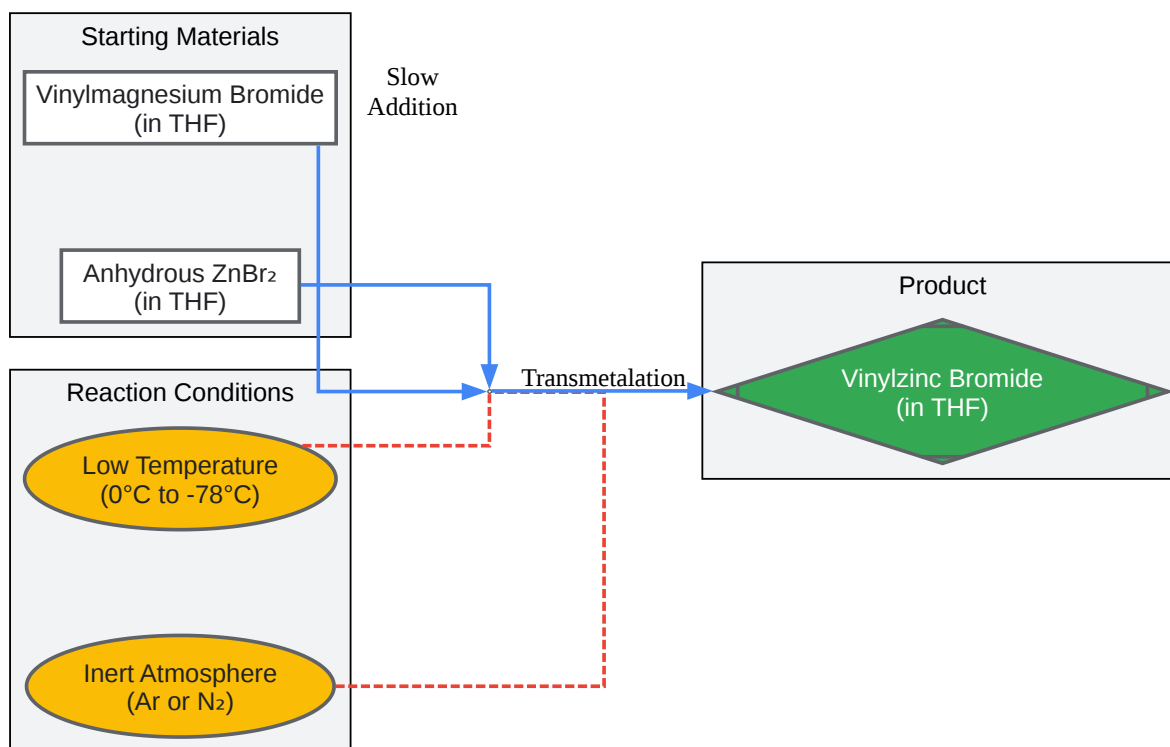 Starting Materials
Vinylmagnesium Bromide
(in THF)
Slow
Addition
Anhydrous ZnBr₂
(in THF)
Reaction Conditions
Low Temperature
(0°C to -78°C)
Inert Atmosphere
(Ar or N₂)
Transmetalation
Product
Vinylzinc Bromide
(in THF)